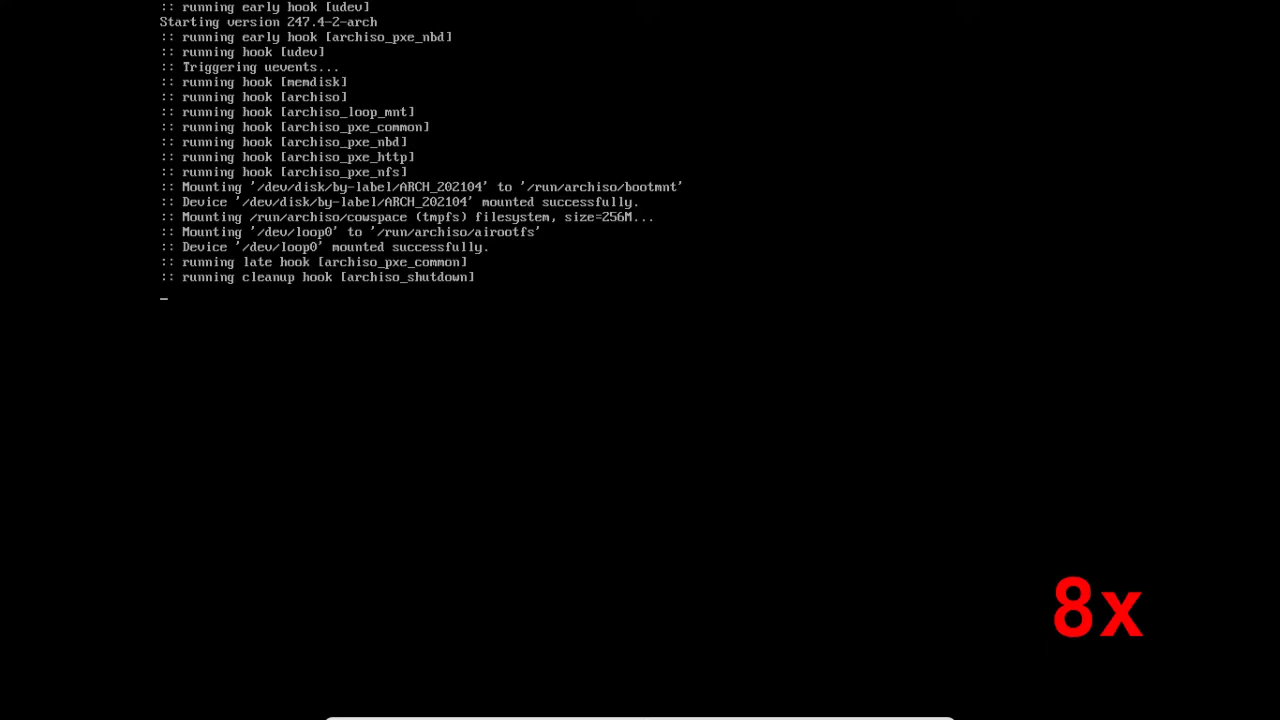 :: running early hook [udev]
Starting version 247.4-2-arch
:: running early hook [archiso_pxe_nbd]
:: running hook [udev]
:: Triggering uevents...
:: running hook [memdisk]
:: running hook [archiso]
:: running hook [archiso_loop_mnt]
:: running hook [archiso_pxe_common]
:: running hook [archiso_pxe_nbd]
:: running hook [archiso_pxe_http]
:: running hook [archiso_pxe_nfs]
:: Mounting '/dev/disk/by-label/ARCH_202104' to '/run/archiso/bootmnt'
:: Device '/dev/disk/by-label/ARCH_202104' mounted successfully.
:: Mounting /run/archiso/cowspace (tmpfs) filesystem, size=256M...
:: Mounting '/dev/loop0' to '/run/archiso/airootfs'
:: Device '/dev/loop0' mounted successfully.
:: running late hook [archiso_pxe_common]
:: running cleanup hook [archiso_shutdown]
_
8x